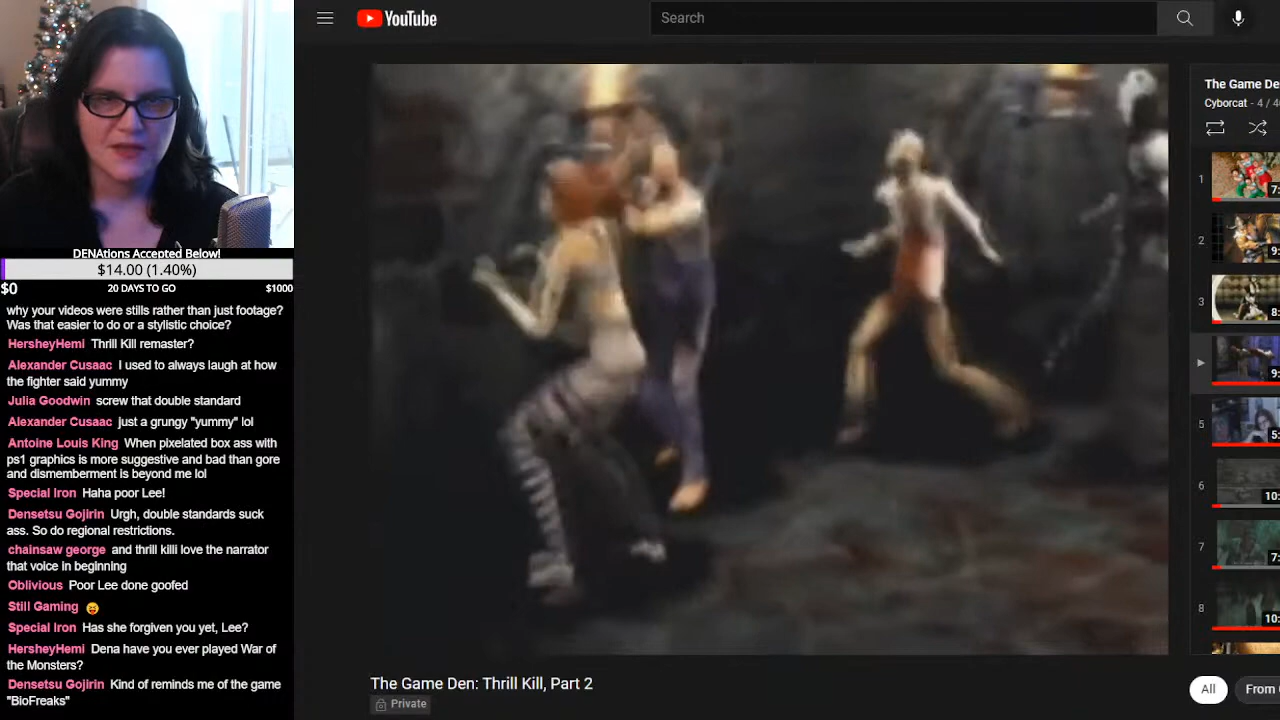 YouTube
Search
DENAtions Accepted Below!
$14.00 (1.40%)
$0
20 DAYS TO GO
$1000
why your videos were stills rather than just footage?
Was that easier to do or a stylistic choice?
HersheyHemi Thrill Kill remaster?
Alexander Cusaac I used to always laugh at how
the fighter said yummy
Julia Goodwin screw that double standard
Alexander Cusaac just a grungy "yummy" lol
Antoine Louis King When pixelated box ass with
ps1 graphics is more suggestive and bad than gore
and dismemberment is beyond me lol
Special Iron Haha poor Lee!
Densetsu Gojirin Urgh, double standards suck
ass. So do regional restrictions.
chainsaw george and thrill killi love the narrator
that voice in beginning
Oblivious Poor Lee done goofed
Still Gaming 😝
Special Iron Has she forgiven you yet, Lee?
HersheyHemi Dena have you ever played War of
the Monsters?
Densetsu Gojirin Kind of reminds me of the game
"BioFreaks"
The Game Den: Thrill Kill, Part 2
Private
The Game De
Cyborcat - 4 / 4
1
7:
2
9:
3
8:
9:
5
5:
6
10:
7
7:
8
10:
All
From